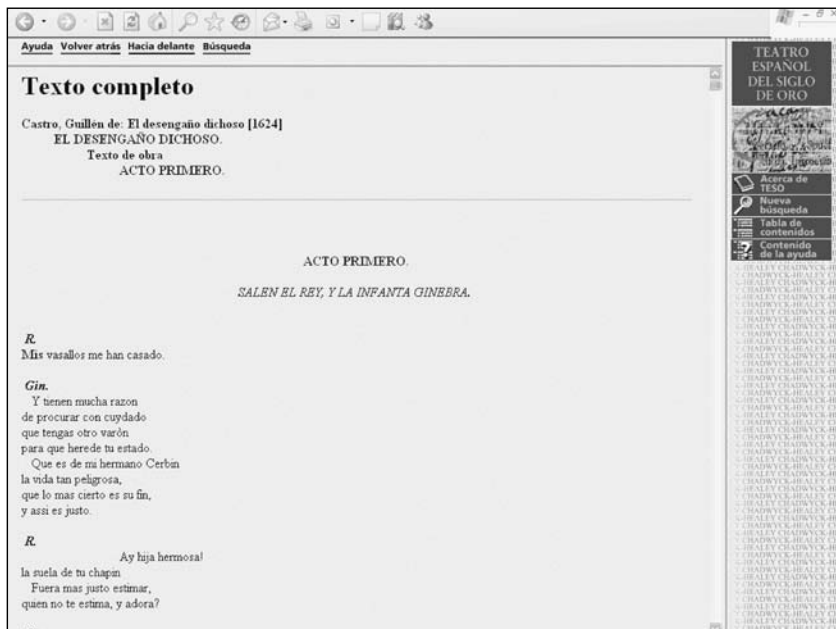 Ayuda Volver atrás Hacia delante Búsqueda
Texto completo
Castro, Guillén de: El desengaño dichoso [1624]
EL DESENGAÑO DICHOSO.
Texto de obra
ACTO PRIMERO.
ACTO PRIMERO.
SALEN EL REY, Y LA INFANTA GINEBRA.
R.
Mis vasallos me han casado.
Gin.
Y tienen mucha razon
de procurar con cuydado
que tengas otro varòn
para que herede tu estado.
Que es de mi hermano Cerbin
la vida tan peligrosa,
que lo mas cierto es su fin,
y assi es justo.
R.
Ay hija hermosa!
la suela de tu chapin
Fuera mas justo estimar,
quien no te estima, y adora?
TEATRO
ESPAÑOL
DEL SIGLO
DE ORO
Acerca de
TESO
Nueva
búsqueda
Tabla de
contenidos
Contenido
de la ayuda